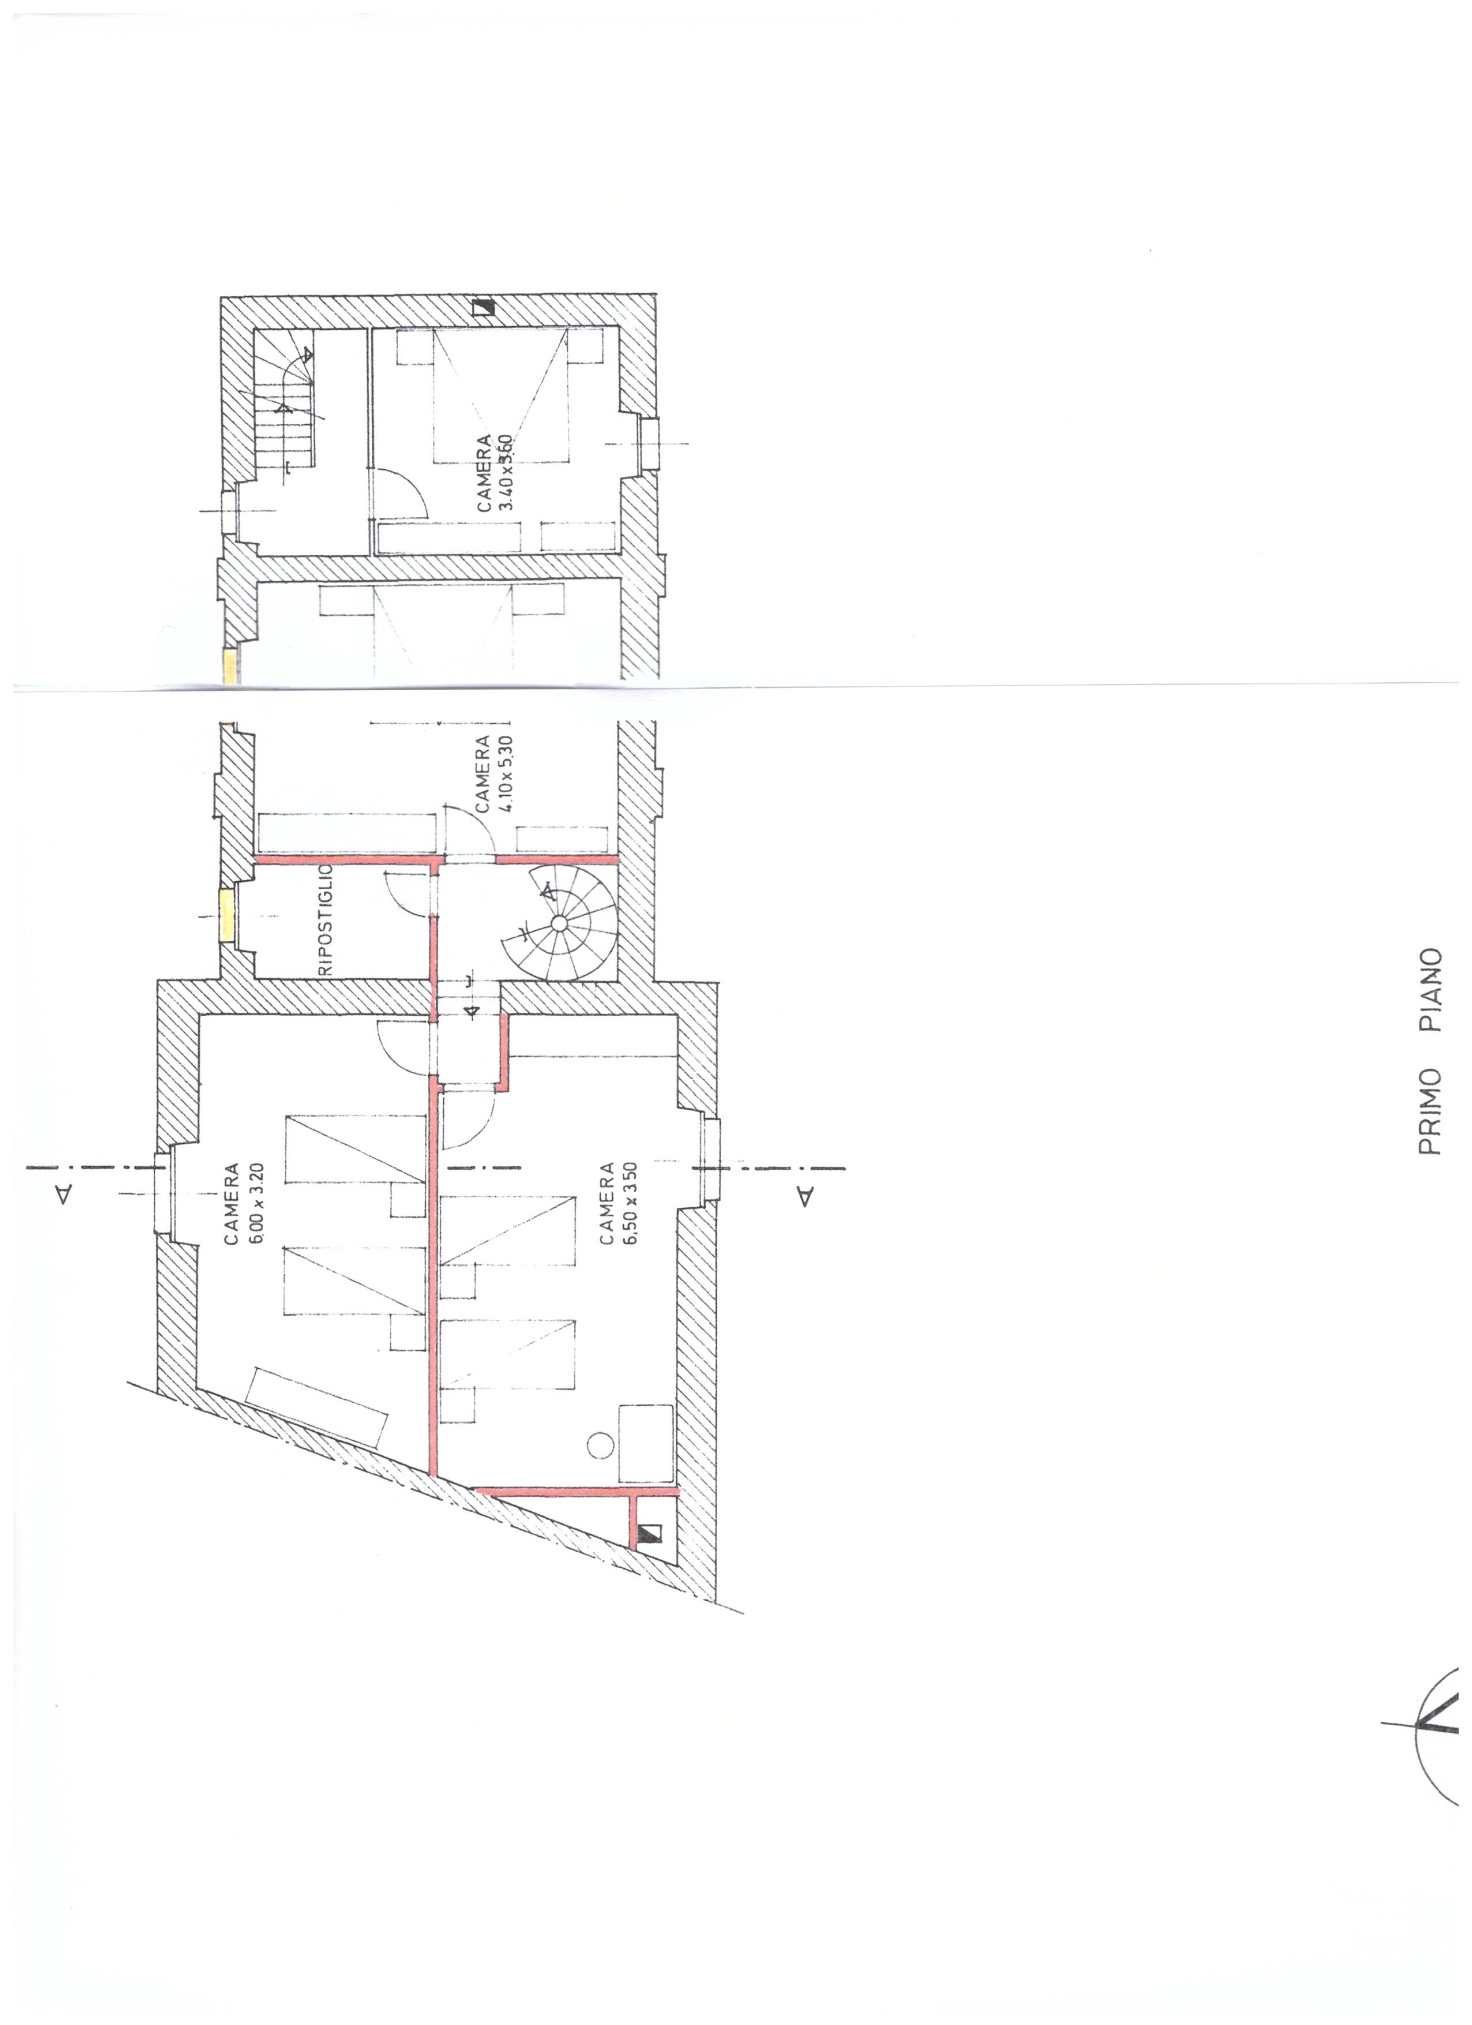 CAMERA
3.40 x 3.60
CAMERA
4.10 x 5.30
RIPOSTIGLIO
CAMERA
6.00 x 3.20
CAMERA
6.50 x 3.50
A
A
PRIMO PIANO